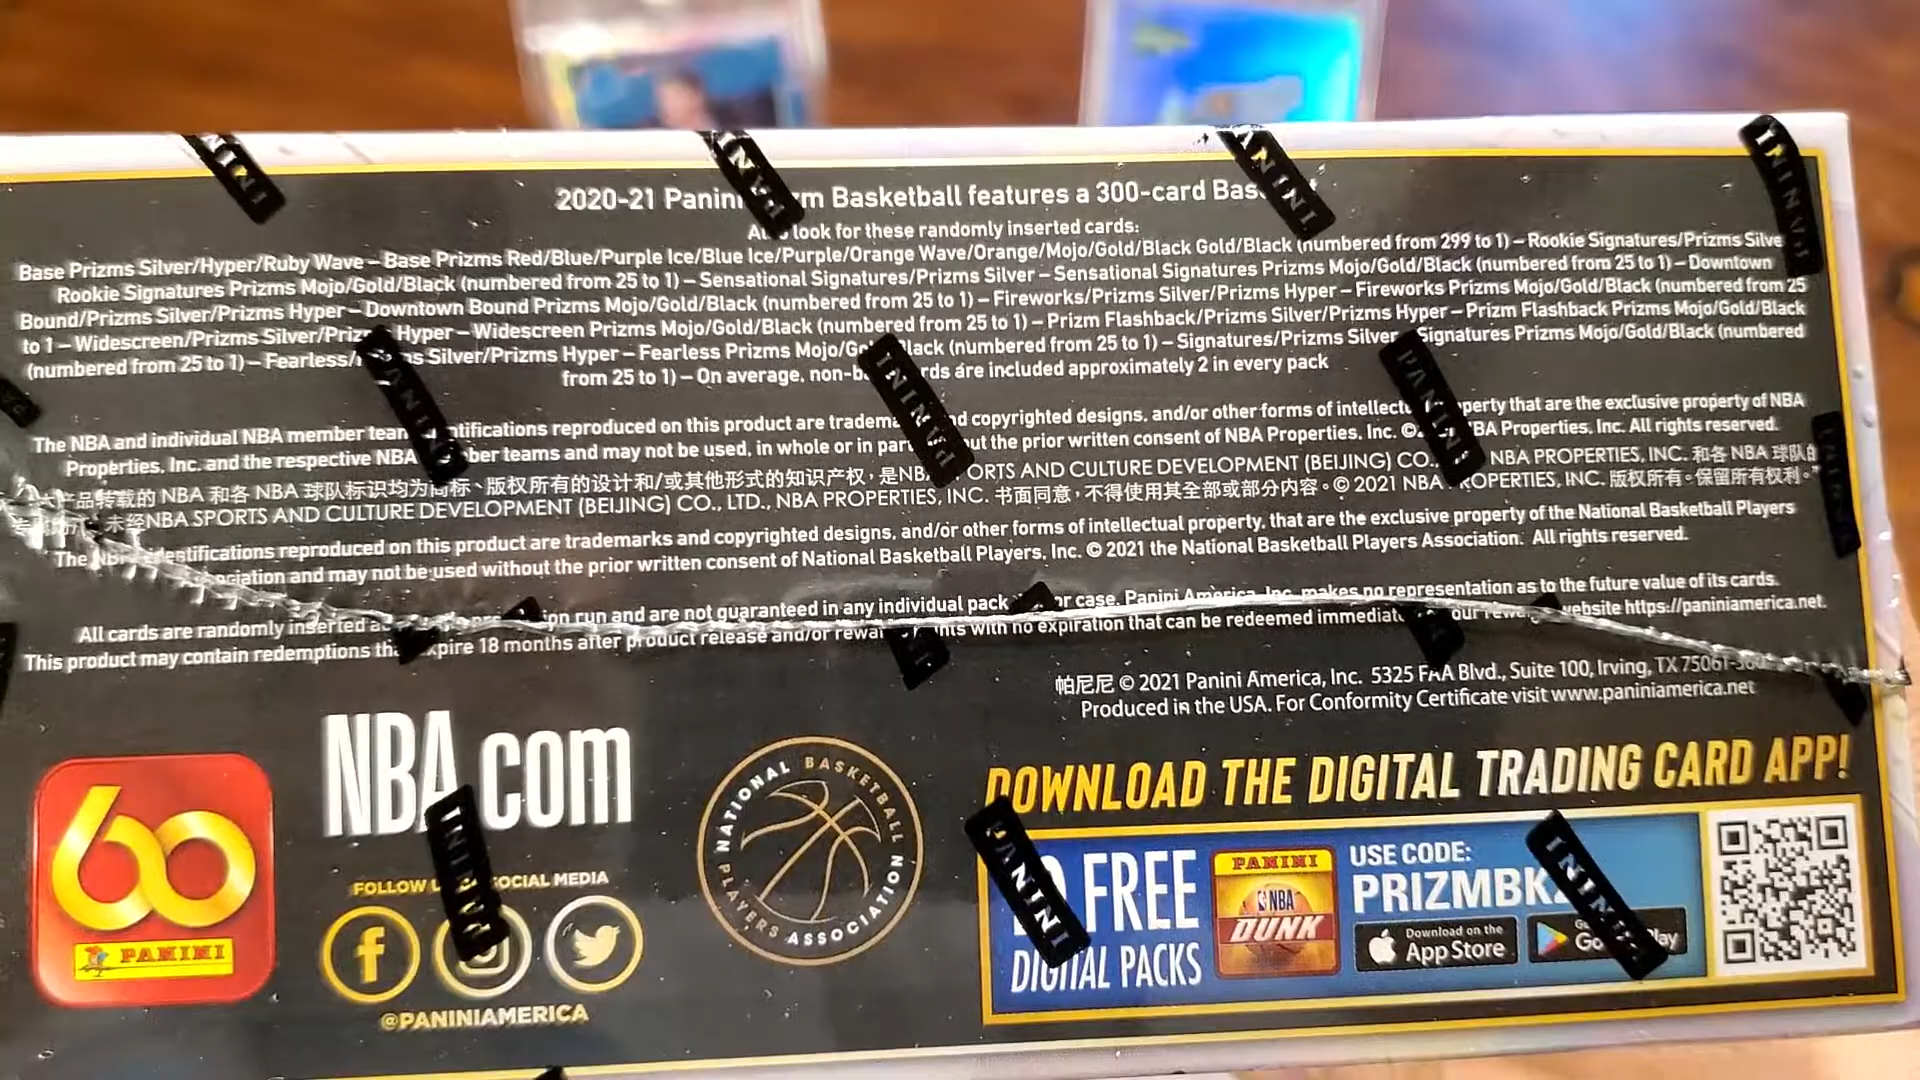 2020-21 Panini Basketball features a 300-card
look for these randomly inserted cards:
Base Prizms Silver/Hyper/Ruby Wave – Base Prizms Red/Blue/Purple Ice/Blue Ice/Purple/Orange Wave/Orange/Mojo/Gold/Black Gold/Black (numbered from 299 to 1) – Rookie Signatures/Prizms Silve
Rookie Signatures Prizms Mojo/Gold/Black (numbered from 25 to 1) – Sensational Signatures/Prizms Silver – Sensational Signatures Prizms Mojo/Gold/Black (numbered from 25 to 1) – Downtown
Bound/Prizms Silver/Prizms Hyper – Downtown Bound Prizms Mojo/Gold/Black (numbered from 25 to 1) – Fireworks/Prizms Silver/Prizms Hyper – Fireworks Prizms Mojo/Gold/Black (numbered from 25
to 1 – Widescreen/Prizms Silver/Prizms Hyper – Widescreen Prizms Mojo/Gold/Black (numbered from 25 to 1) – Prizm Flashback/Prizms Silver/Prizms Hyper – Prizm Flashback Prizms Mojo/Gold/Black
(numbered from 25 to 1) – Fearless/ Silver/Prizms Hyper – Fearless Prizms (numbered from 25 to 1) – Signatures/Prizms Silver Signatures Prizms Mojo/Gold/Black (numbered
from 25 to 1) – On average, are included approximately 2 in every pack
The NBA and individual NBA member team reproduced on this product are and copyrighted designs, and/or other forms of that are the exclusive property of NBA
Properties, Inc. and the respective NBA teams and may not be used, in whole or in part the prior written consent of NBA Properties, Inc. NBA Properties, Inc. All rights reserved.
产品转载的 NBA 和各 NBA 球队标识均为商标、版权所有的设计和/或其他形式的知识产权，是NBA SPORTS AND CULTURE DEVELOPMENT (BEIJING) CO., NBA PROPERTIES, INC. 和各 NBA 球队的
未经NBA SPORTS AND CULTURE DEVELOPMENT (BEIJING) CO., LTD., NBA PROPERTIES, INC. 书面同意，不得使用其全部或部分内容。© 2021 NBA PROPERTIES, INC. 版权所有。保留所有权利。
The identifications reproduced on this product are trademarks and copyrighted designs, and/or other forms of intellectual property, that are the exclusive property of the National Basketball Players
and may not be used without the prior written consent of National Basketball Players, Inc. © 2021 the National Basketball Players Association. All rights reserved.
All cards are randomly inserted run and are not guaranteed in any individual pack or case. Panini America, Inc. makes no representation as to the future value of its cards.
This product may contain redemptions expire 18 months after product release and/or with no expiration that can be redeemed our website https://paniniamerica.net.
帕尼尼 © 2021 Panini America, Inc. 5325 FAA Blvd., Suite 100, Irving, TX
Produced in the USA. For Conformity Certificate visit www.paniniamerica.net
60
PANINI
NBA.com
FOLLOW SOCIAL MEDIA
@PANINIAMERICA
NATIONAL BASKETBALL
PLAYERS ASSOCIATION
DOWNLOAD THE DIGITAL TRADING CARD APP!
FREE
DIGITAL PACKS
PANINI
NBA
DUNK
USE CODE:
Download on the
App Store
PANINI
PANINI
PANINI
PANINI